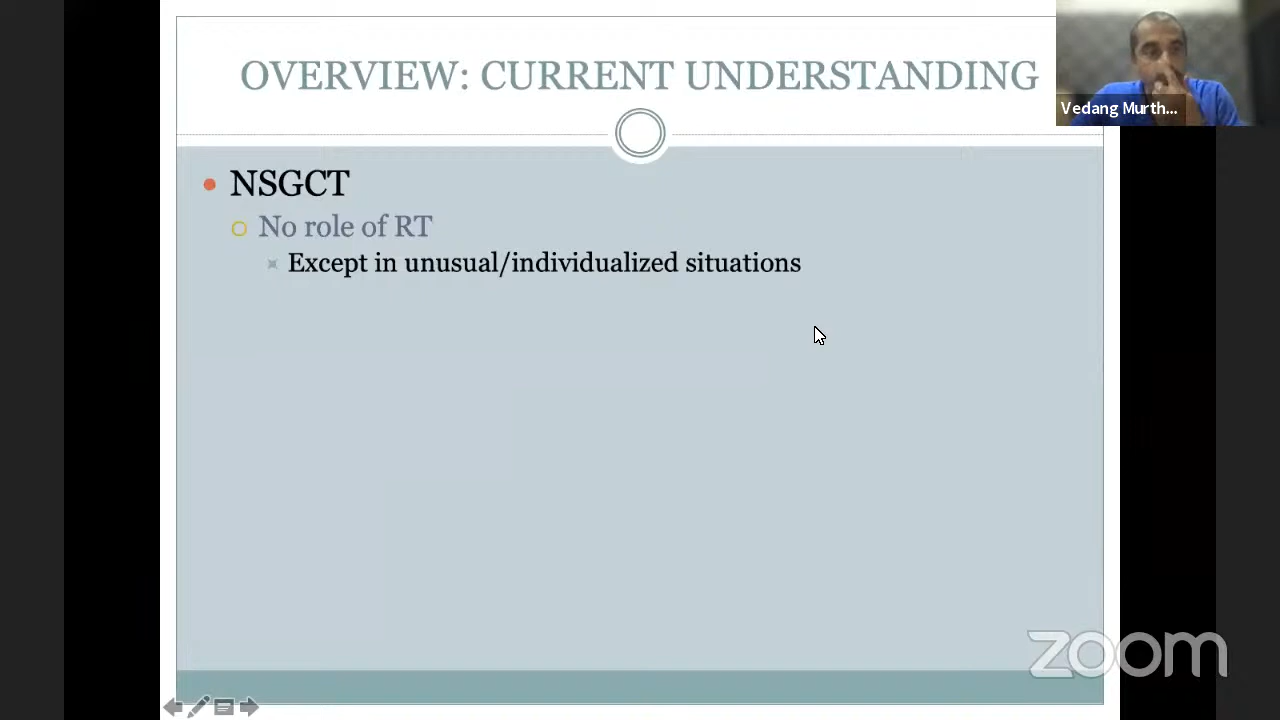 OVERVIEW: CURRENT UNDERSTANDING
Vedang Murth...
NSGCT
No role of RT
Except in unusual/individualized situations
zoom